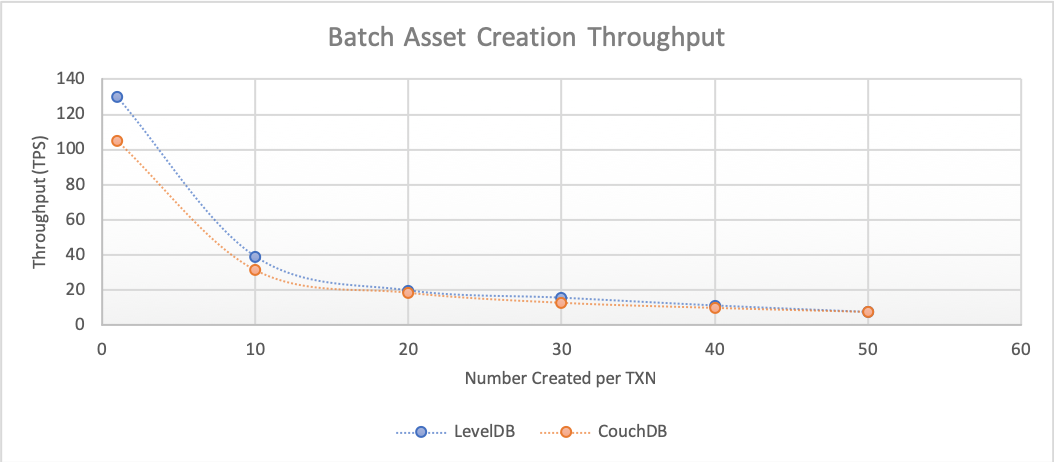 Batch Asset Creation Throughput
Throughput (TPS)
140
120
100
80
60
40
20
0
0 10 20 30 40 50 60
Number Created per TXN
LevelDB CouchDB